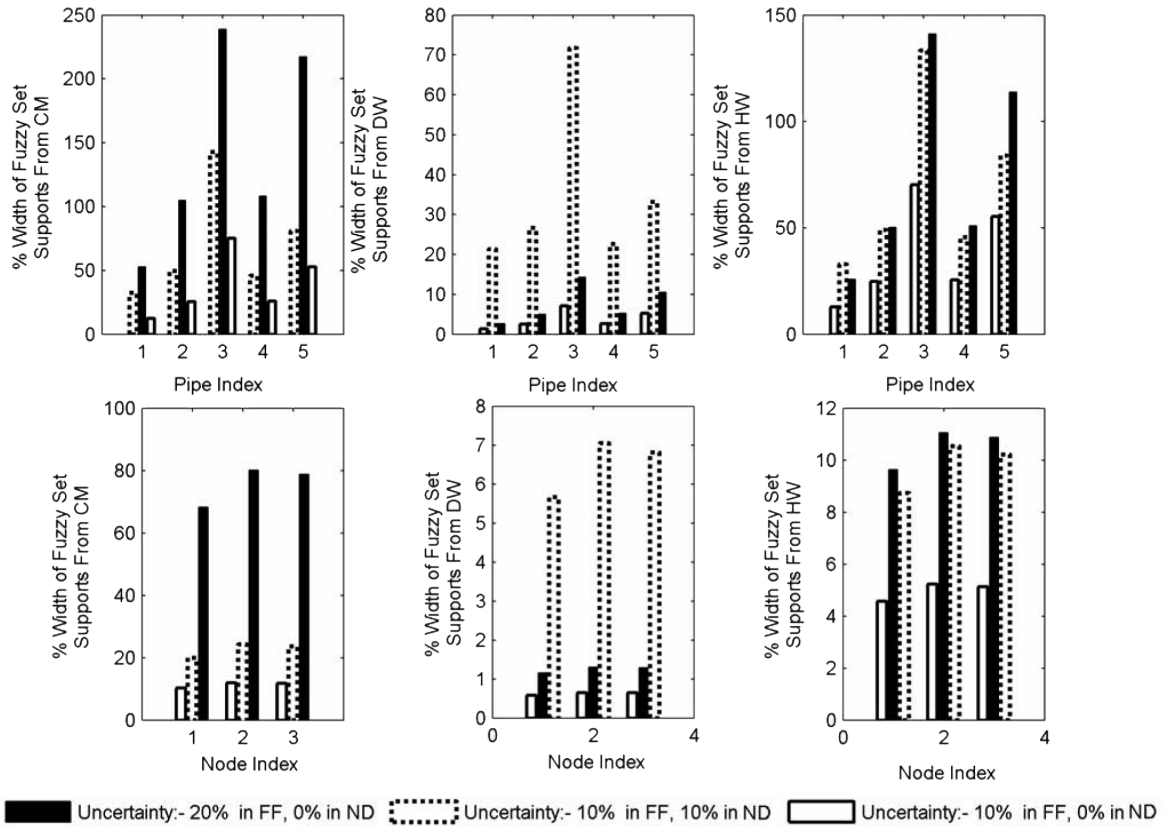 % Width of Fuzzy Set
Supports From CM
250
200
150
100
50
0
1 2 3 4 5
Pipe Index
% Width of Fuzzy Set
Supports From DW
80
70
60
50
40
30
20
10
0
1 2 3 4 5
Pipe Index
% Width of Fuzzy Set
Supports From HW
150
100
50
0
1 2 3 4 5
Pipe Index
% Width of Fuzzy Set
Supports From CM
100
80
60
40
20
0
1 2 3
Node Index
% Width of Fuzzy Set
Supports From DW
8
7
6
5
4
3
2
1
0
0 2 4
Node Index
% Width of Fuzzy Set
Supports From HW
12
10
8
6
4
2
0
0 2 4
Node Index
Uncertainty:- 20% in FF, 0% in ND
Uncertainty:- 10% in FF, 10% in ND
Uncertainty:- 10% in FF, 0% in ND